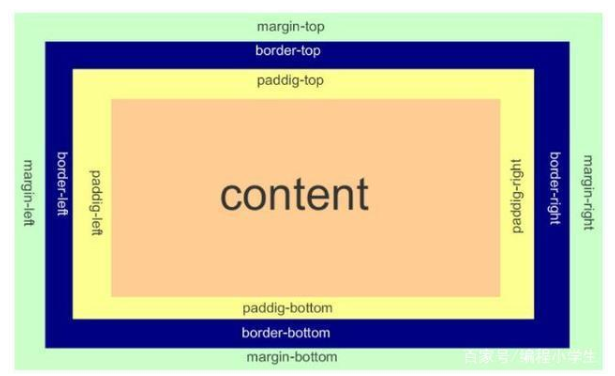 margin-top
border-top
paddig-top
margin-left
border-left
paddig-left
content
paddig-right
border-right
margin-right
paddig-bottom
border-bottom
margin-bottom
百家号/编程小学生